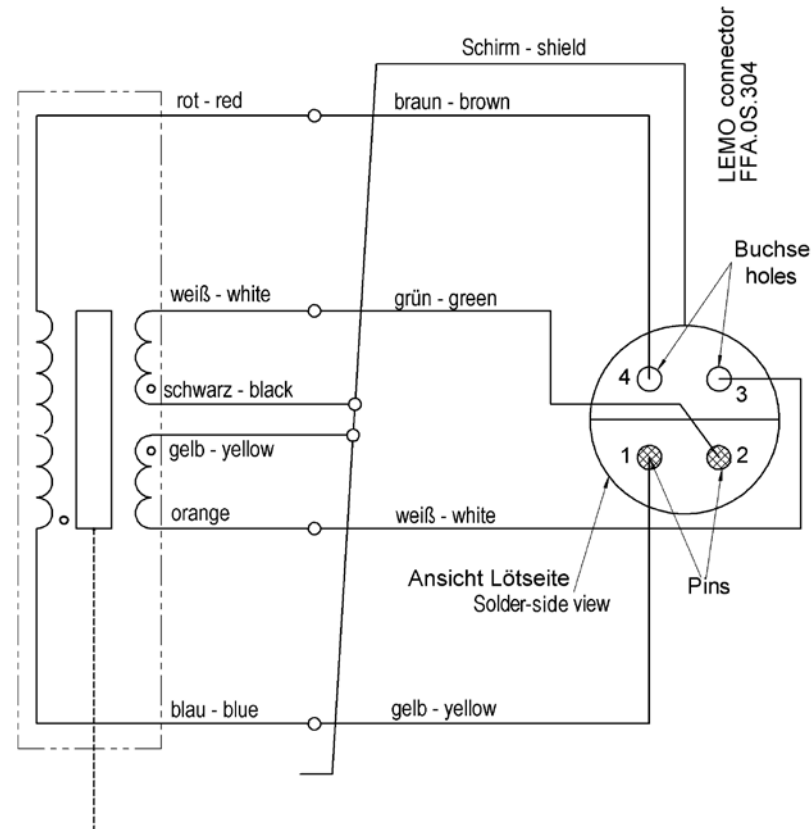 Schirm - shield
LEMO connector
FFA.0S.304
rot - red
braun - brown
Buchse
holes
weiß - white
grün - green
4
3
schwarz - black
gelb - yellow
1
2
orange
weiß - white
Ansicht Lötseite
Solder-side view
Pins
blau - blue
gelb - yellow